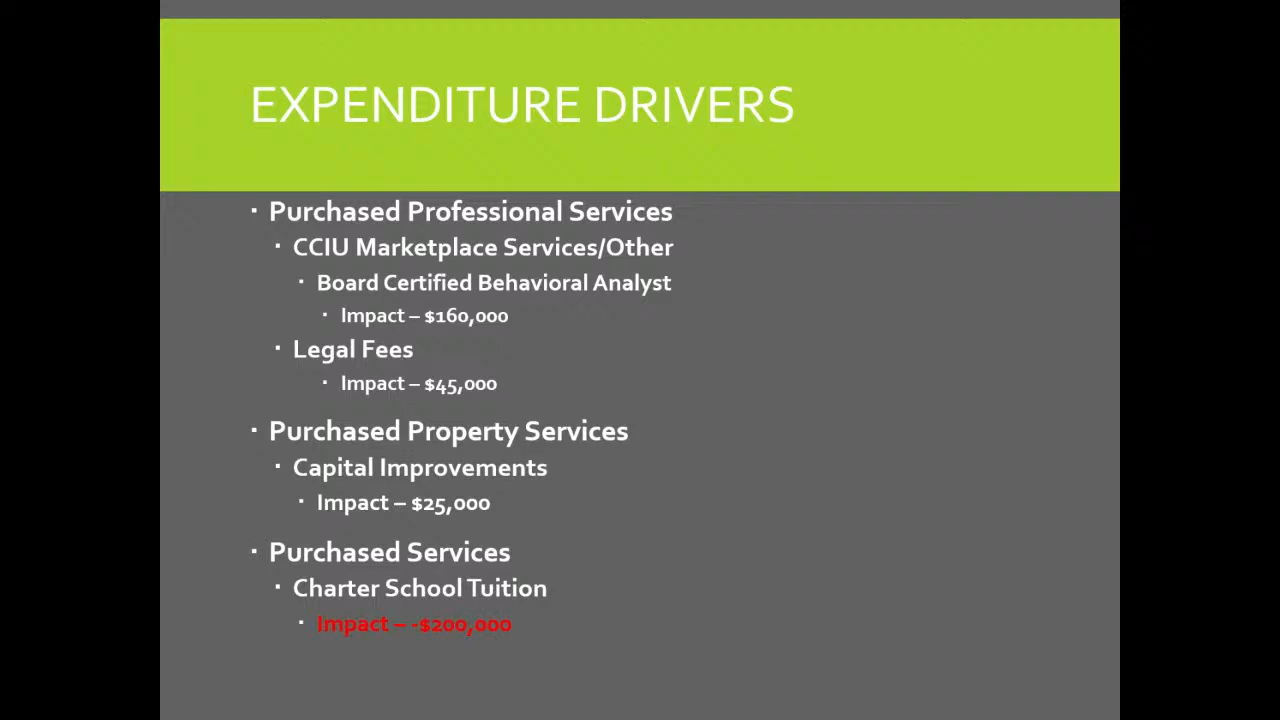 EXPENDITURE DRIVERS
▪ Purchased Professional Services
▪ CCIU Marketplace Services/Other
▪ Board Certified Behavioral Analyst
▪ Impact – $160,000
▪ Legal Fees
▪ Impact – $45,000
▪ Purchased Property Services
▪ Capital Improvements
▪ Impact – $25,000
▪ Purchased Services
▪ Charter School Tuition
▪ Impact – -$200,000